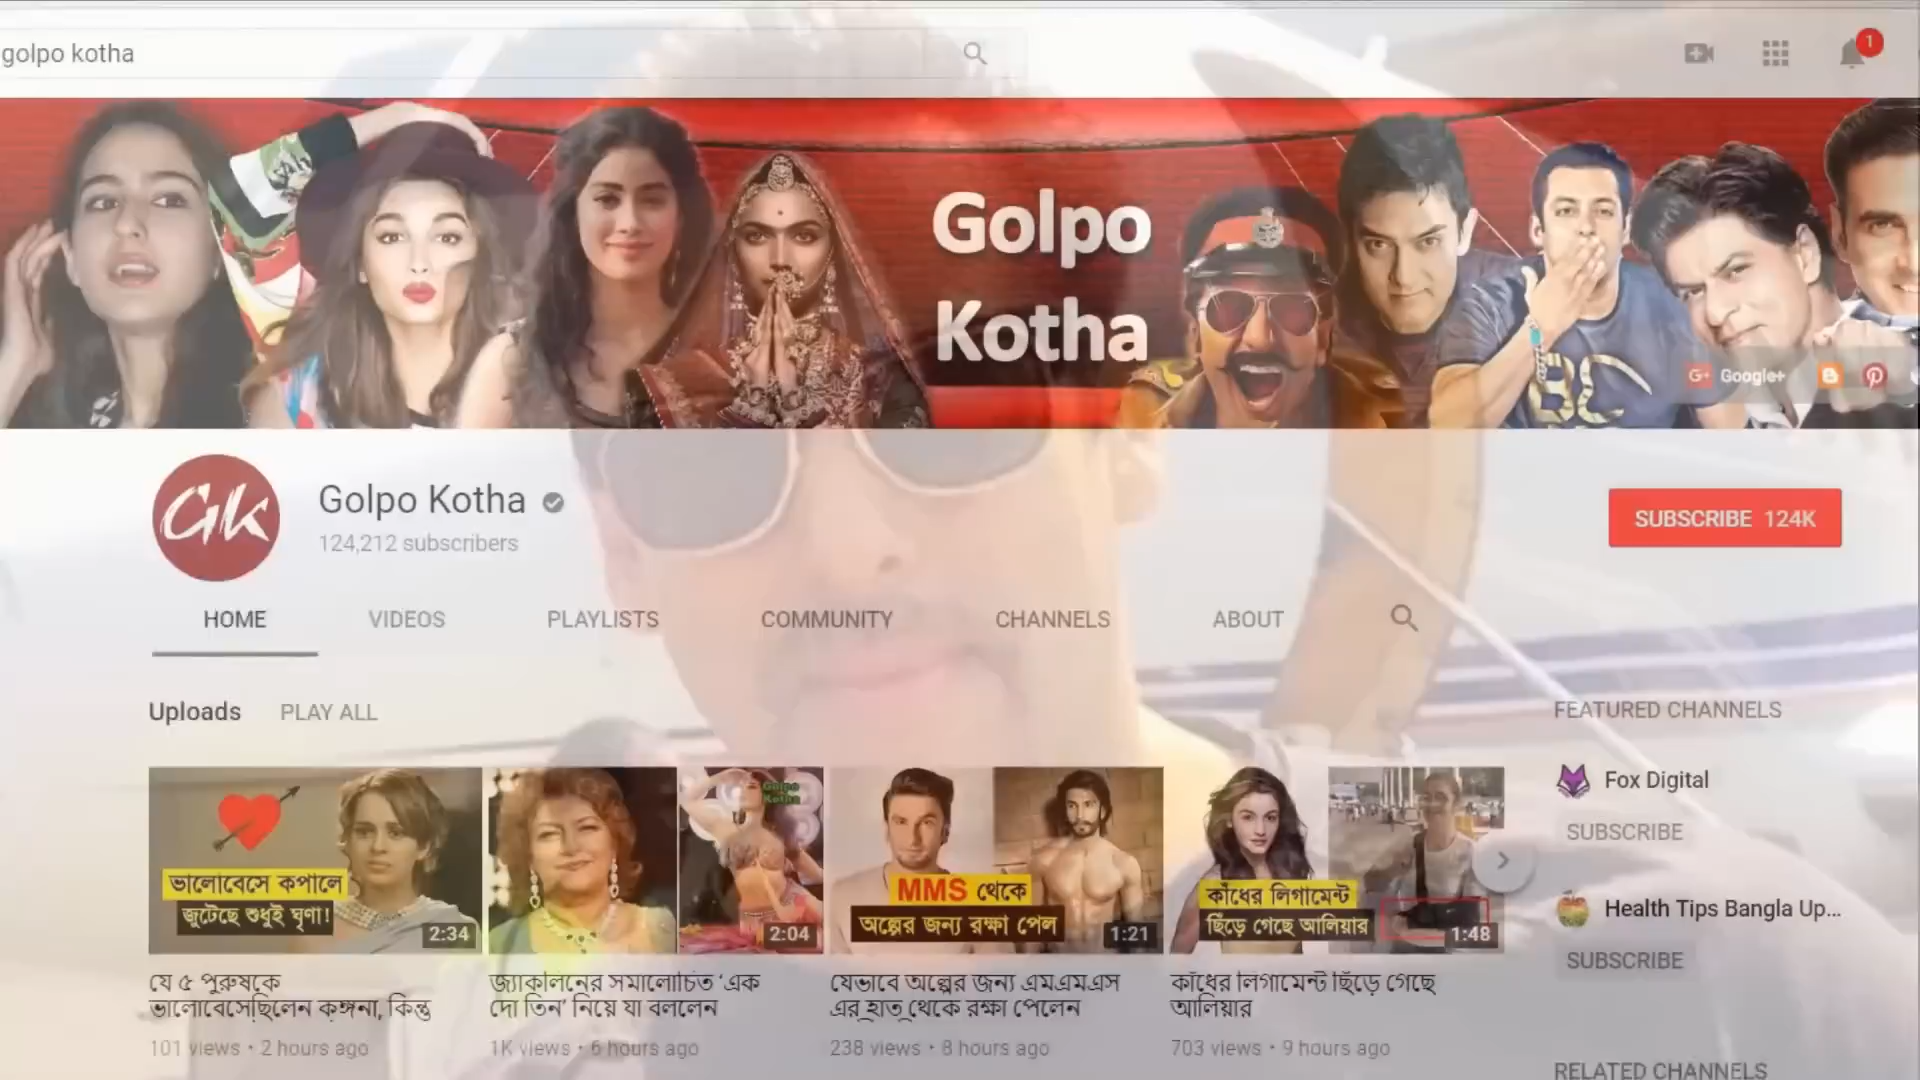 golpo kotha
1
Golpo
Kotha
G+ Google+
Gk
Golpo Kotha
124,212 subscribers
SUBSCRIBE 124K
HOME VIDEOS PLAYLISTS COMMUNITY CHANNELS ABOUT
Uploads PLAY ALL
FEATURED CHANNELS
Fox Digital
SUBSCRIBE
Health Tips Bangla Up...
SUBSCRIBE
RELATED CHANNELS
ভালোবেসে কপালে
জুটেছে শুধুই ঘৃণা!
2:34
Golpo
Kotha
2:04
MMS থেকে
অল্পের জন্য রক্ষা পেল
1:21
কাঁধের লিগামেন্ট
ছিঁড়ে গেছে আলিয়ার
1:48
যে ৫ পুরুষকে
ভালোবেসেছিলেন কঙ্গনা, কিন্তু
101 views • 2 hours ago
জ্যাকলিনের সমালোচিত ‘এক
দো তিন’ নিয়ে যা বললেন
1K views • 6 hours ago
যেভাবে অল্পের জন্য এমএমএস
এর হাত থেকে রক্ষা পেলেন
238 views • 8 hours ago
কাঁধের লিগামেন্ট ছিঁড়ে গেছে
আলিয়ার
703 views • 9 hours ago